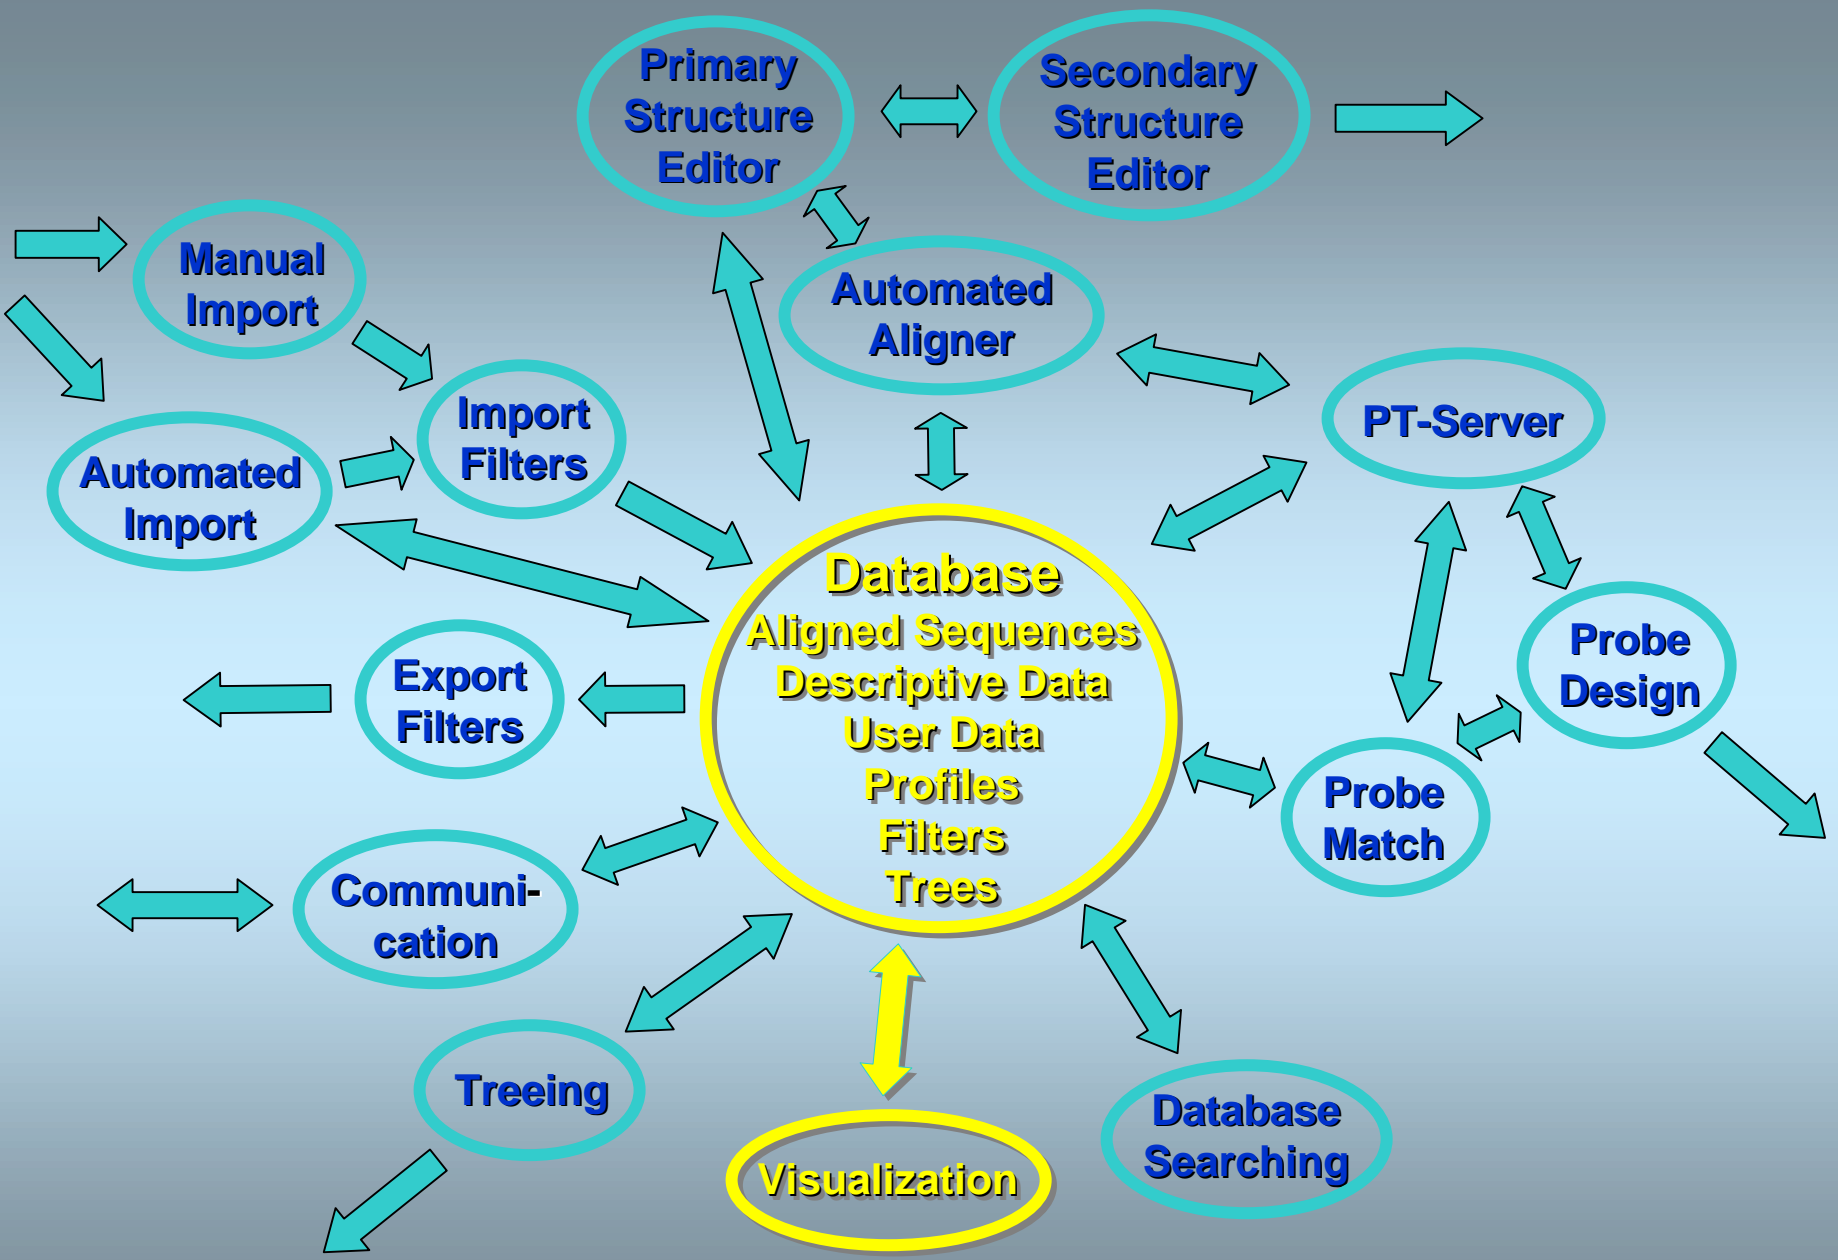 Primary
Structure
Editor
Secondary
Structure
Editor
Manual
Import
Automated
Aligner
Import
Filters
PT-Server
Automated
Import
Database
Aligned Sequences
Descriptive Data
User Data
Profiles
Filters
Trees
Export
Filters
Probe
Design
Probe
Match
Communi-
cation
Treeing
Visualization
Database
Searching